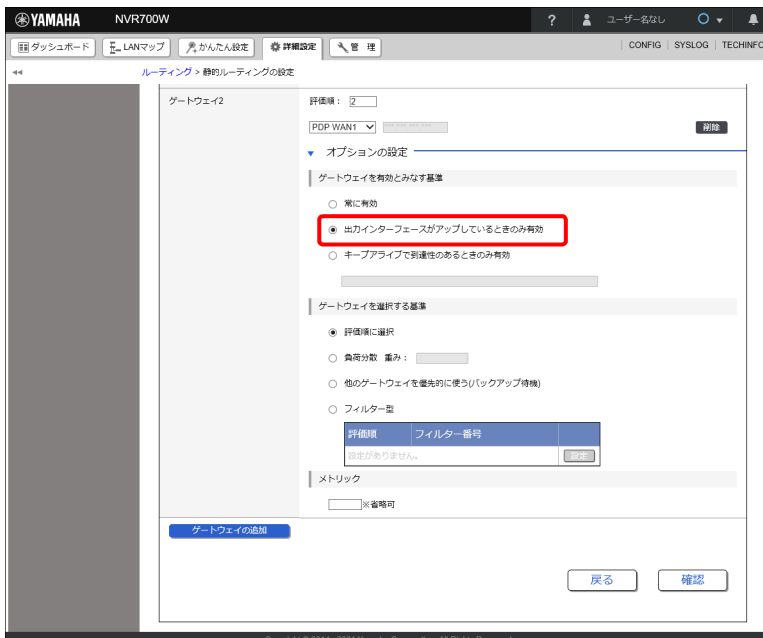 YAMAHA NVR700W ? ユーザー名なし
ダッシュボード LANマップ かんたん設定 詳細設定 管 理 CONFIG SYSLOG TECHINFO
ルーティング > 静的ルーティングの設定
ゲートウェイ2 評価順： 2
PDP WAN1 削除
オプションの設定
ゲートウェイを有効とみなす基準
常に有効
出力インターフェースがアップしているときのみ有効
キープアライブで到達性のあるときのみ有効
ゲートウェイを選択する基準
評価順に選択
負荷分散 重み：
他のゲートウェイを優先的に使う(バックアップ待機)
フィルター型
評価順 フィルター番号
設定がありません。 設定
メトリック
※省略可
ゲートウェイの追加
戻る 確認